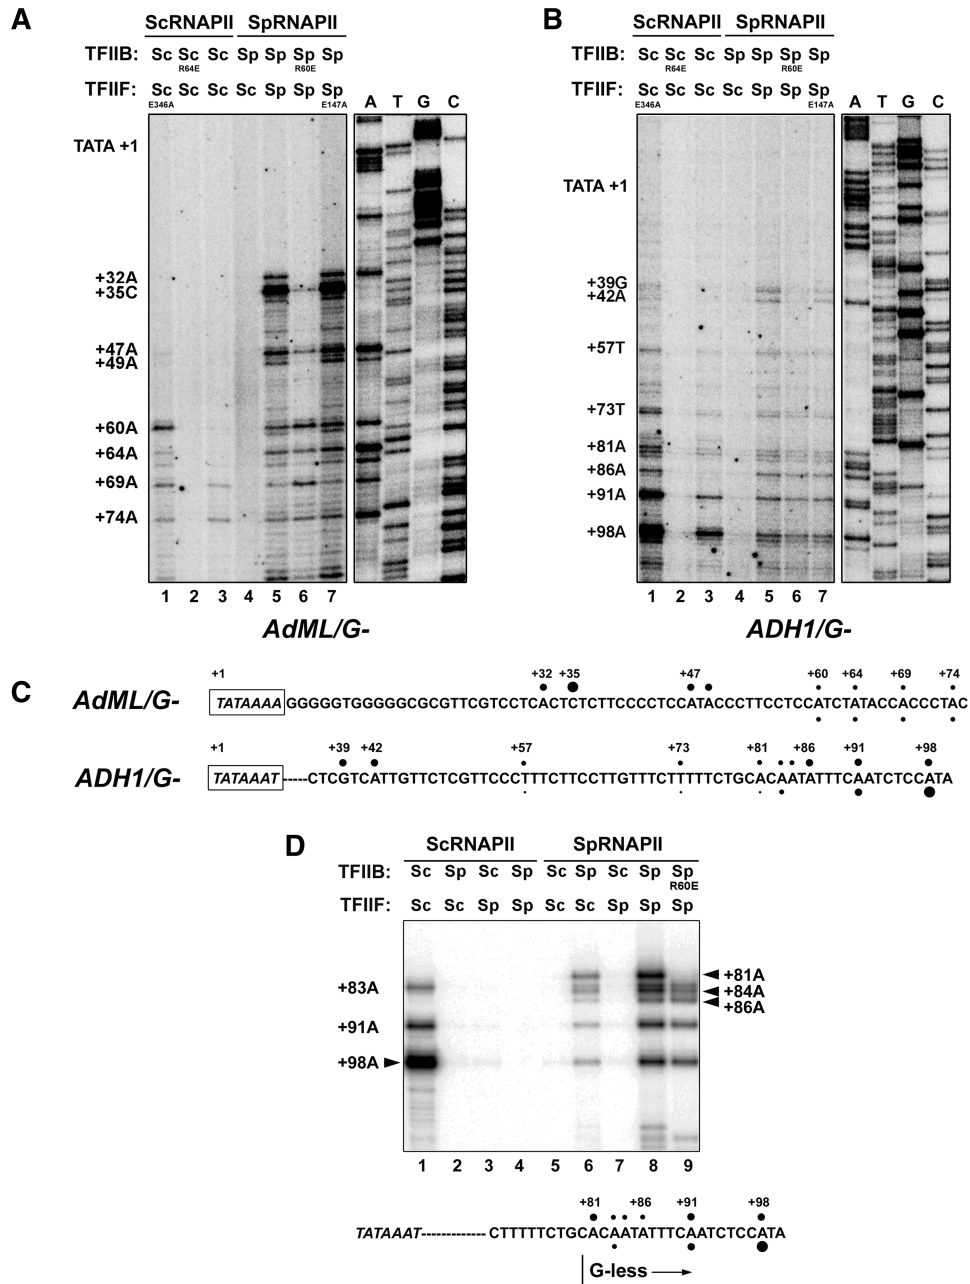 A
ScRNAPII SpRNAPII
TFIIB: Sc Sc Sc Sp Sp Sp Sp
R64E R60E
TFIIF: Sc Sc Sc Sc Sp Sp Sp
E346A E147A
A T G C
TATA +1
+32A
+35C
+47A
+49A
+60A
+64A
+69A
+74A
1 2 3 4 5 6 7
AdML/G-
B
ScRNAPII SpRNAPII
TFIIB: Sc Sc Sc Sp Sp Sp Sp
R64E R60E
TFIIF: Sc Sc Sc Sc Sp Sp Sp
E346A E147A
A T G C
TATA +1
+39G
+42A
+57T
+73T
+81A
+86A
+91A
+98A
1 2 3 4 5 6 7
ADH1/G-
C
+1 +32 +35 +47 +60 +64 +69 +74
AdML/G- TATAAAA GGGGGTGGGGGCGCGTTCGTCCTCACTCTCTTCCCCTCCATACCCTTCCTCCATCTATACCACCCTAC
+1 +39 +42 +57 +73 +81 +86 +91 +98
ADH1/G- TATAAAT-----CTCGTCATTGTTCTCGTTCCCTTTCTTCCTTGTTTCTTTTTCTGCACAATATTTCAATCTCCATA
D
ScRNAPII SpRNAPII
TFIIB: Sc Sp Sc Sp Sc Sp Sc Sp Sp
R60E
TFIIF: Sc Sc Sp Sp Sc Sc Sp Sp Sp
+83A
+91A
+98A
+81A
+84A
+86A
1 2 3 4 5 6 7 8 9
+81 +86 +91 +98
TATAAAT-------------CTTTTTCTGCACAATATTTCAATCTCCATA
G-less